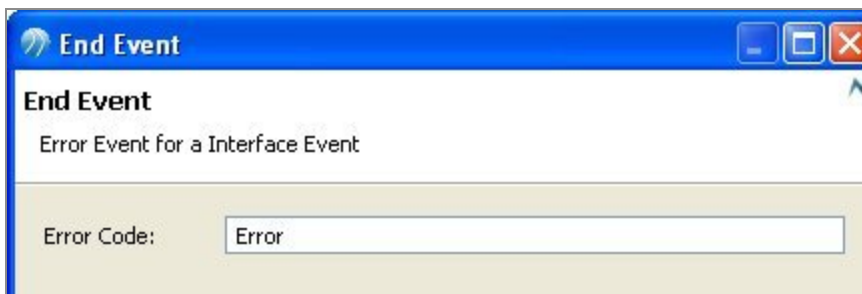 End Event
End Event
Error Event for a Interface Event
Error Code: Error